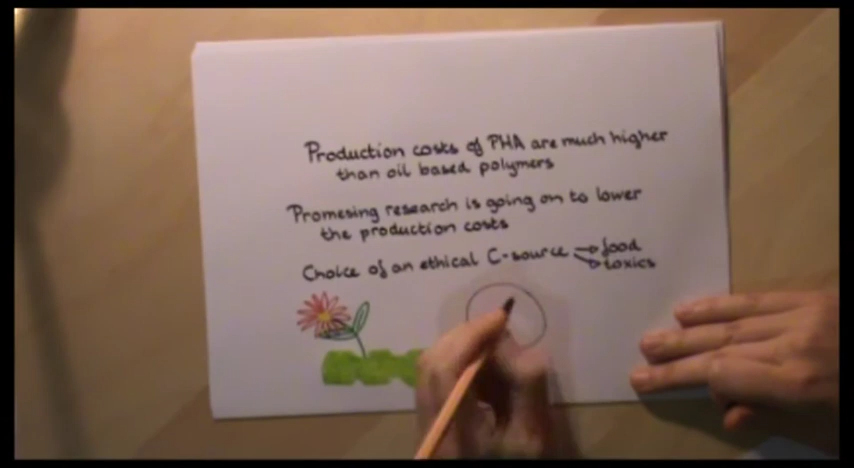 Production costs of PHA are much higher
than oil based polymers
Promesing research is going on to lower
the production costs
Choice of an ethical C-source → food
→ toxics